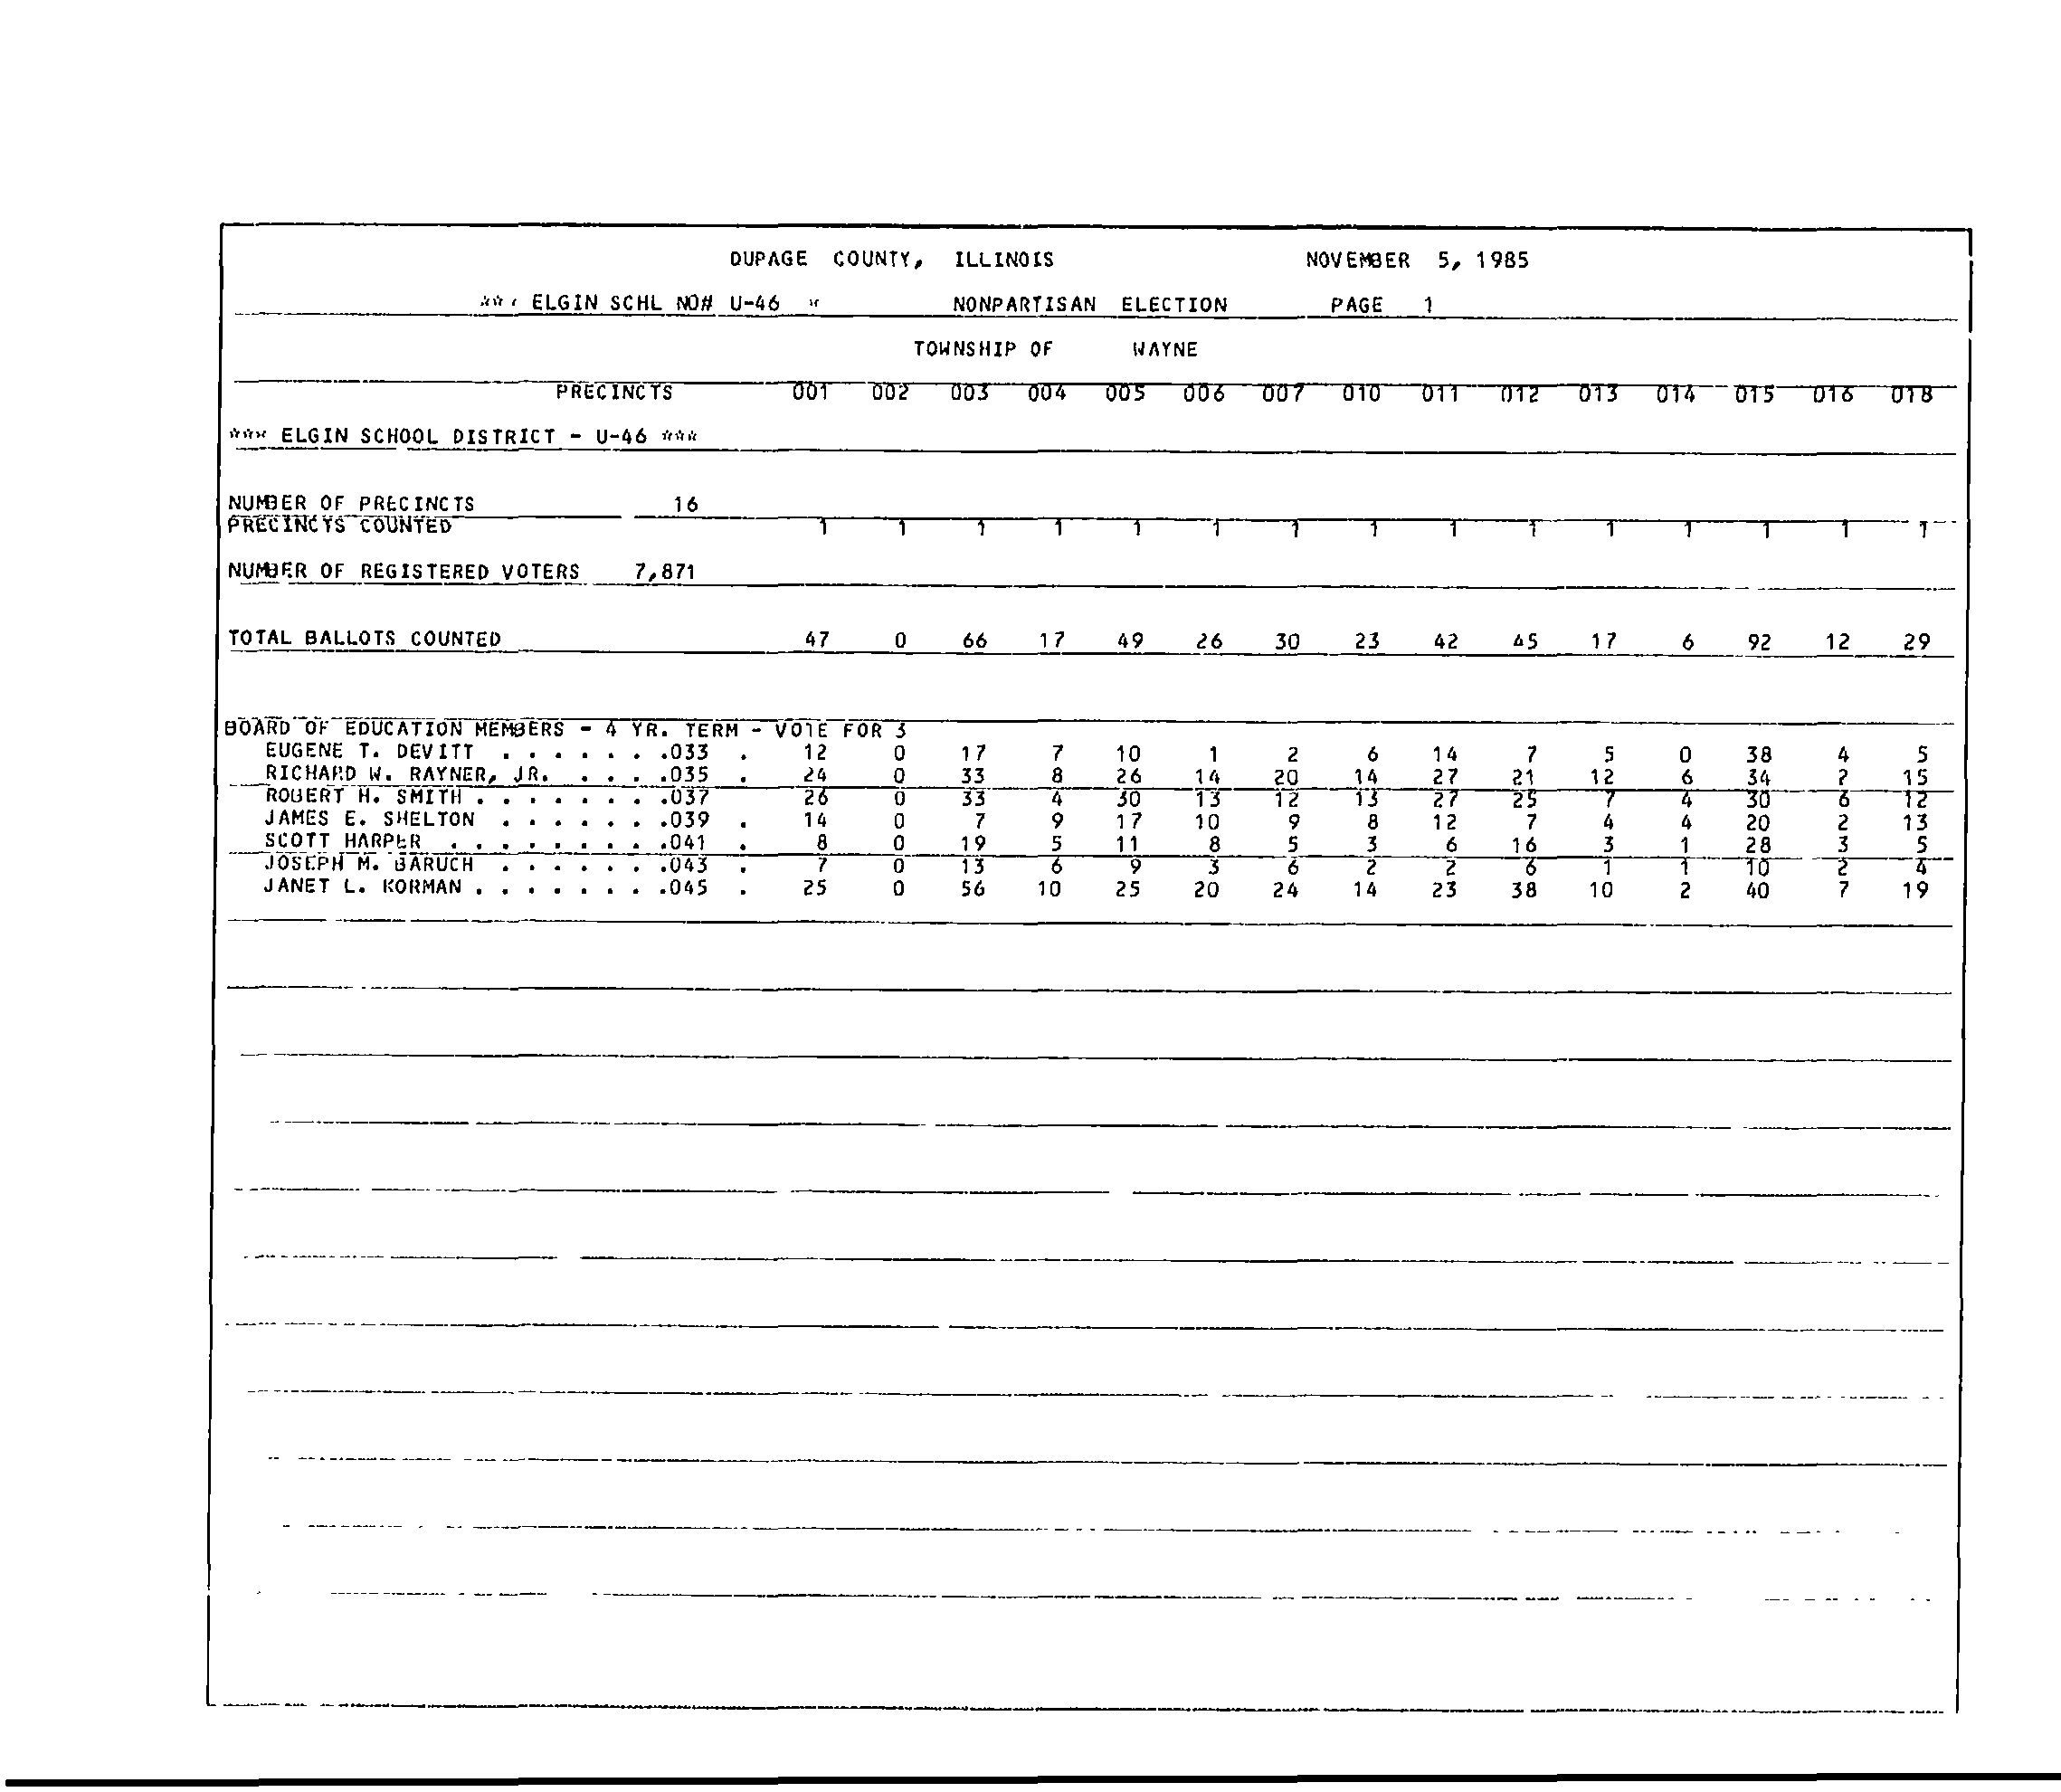 DUPAGE COUNTY, ILLINOIS NOVEMBER 5, 1985
*** ELGIN SCHL NO# U-46 * NONPARTISAN ELECTION PAGE 1
TOWNSHIP OF WAYNE
PRECINCTS 001 002 003 004 005 006 007 010 011 012 013 014 015 016 018
*** ELGIN SCHOOL DISTRICT - U-46 ***
NUMBER OF PRECINCTS 16
PRECINCTS COUNTED 1 1 1 1 1 1 1 1 1 1 1 1 1 1 1
NUMBER OF REGISTERED VOTERS 7,871
TOTAL BALLOTS COUNTED 47 0 66 17 49 26 30 23 42 45 17 6 92 12 29
BOARD OF EDUCATION MEMBERS - 4 YR. TERM - VOTE FOR 3
EUGENE T. DEVITT . . . . . . .033 . 12 0 17 7 10 1 2 6 14 7 5 0 38 4 5
RICHARD W. RAYNER, JR. . . . .035 . 24 0 33 8 26 14 20 14 27 21 12 6 34 2 15
ROBERT H. SMITH . . . . . . . .037 26 0 33 4 30 13 12 13 27 25 7 4 30 6 12
JAMES E. SHELTON . . . . . . .039 . 14 0 7 9 17 10 9 8 12 7 4 4 20 2 13
SCOTT HARPER . . . . . . . . .041 . 8 0 19 5 11 8 5 3 6 16 3 1 28 3 5
JOSEPH M. BARUCH . . . . . . .043 . 7 0 13 6 9 3 6 2 2 6 1 1 10 2 4
JANET L. KORMAN . . . . . . . .045 . 25 0 56 10 25 20 24 14 23 38 10 2 40 7 19